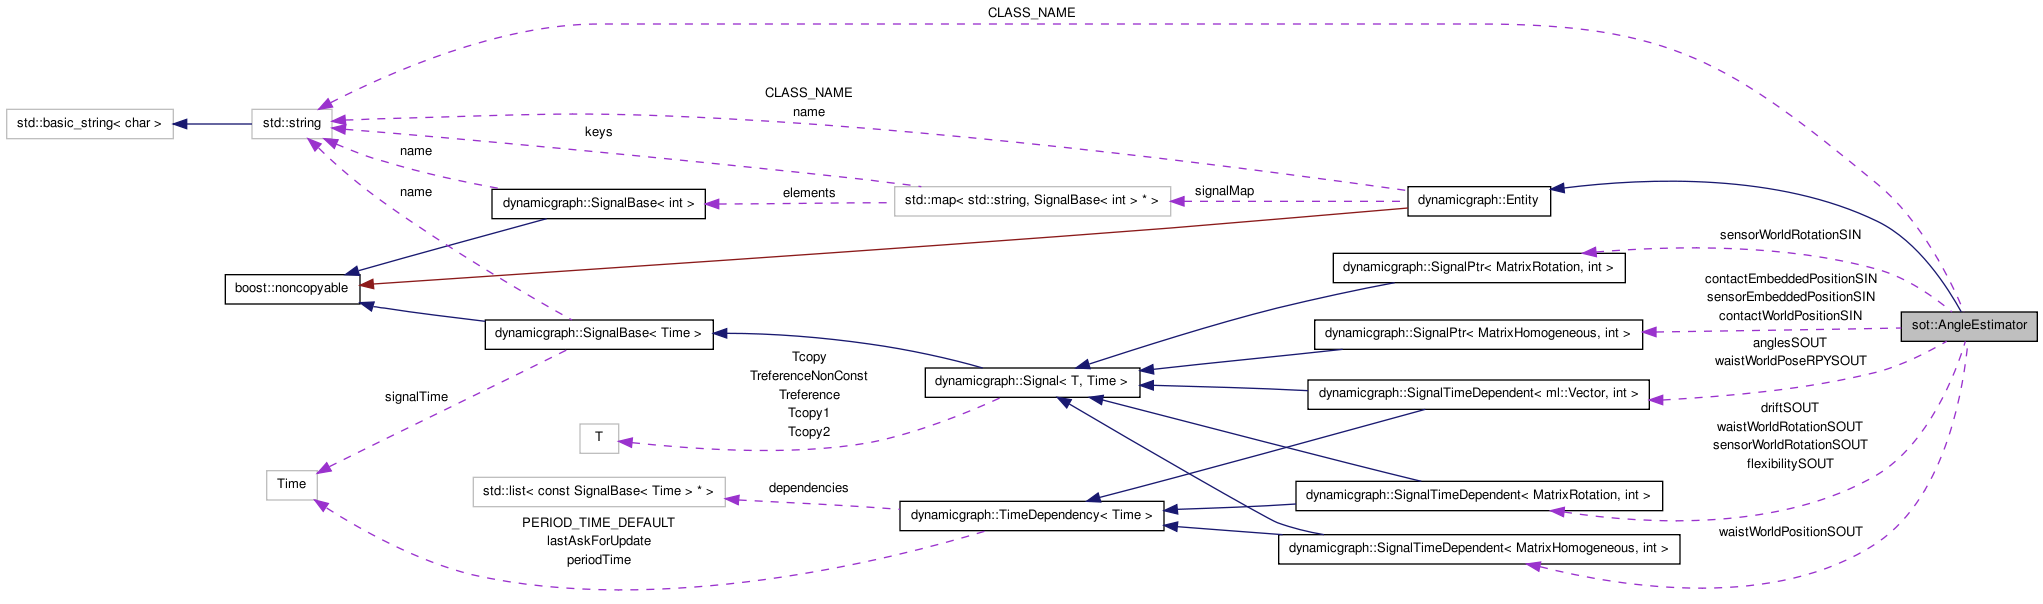 CLASS_NAME
CLASS_NAME
name
std::basic_string< char >
std::string
keys
name
name
elements
signalMap
dynamicgraph::SignalBase< int >
std::map< std::string, SignalBase< int > * >
dynamicgraph::Entity
sensorWorldRotationSIN
dynamicgraph::SignalPtr< MatrixRotation, int >
boost::noncopyable
contactEmbeddedPositionSIN
sensorEmbeddedPositionSIN
contactWorldPositionSIN
sot::AngleEstimator
dynamicgraph::SignalBase< Time >
dynamicgraph::SignalPtr< MatrixHomogeneous, int >
anglesSOUT
waistWorldPoseRPYSOUT
Tcopy
TreferenceNonConst
Treference
Tcopy1
Tcopy2
dynamicgraph::Signal< T, Time >
signalTime
dynamicgraph::SignalTimeDependent< ml::Vector, int >
driftSOUT
waistWorldRotationSOUT
sensorWorldRotationSOUT
flexibilitySOUT
T
Time
std::list< const SignalBase< Time > * >
dependencies
dynamicgraph::SignalTimeDependent< MatrixRotation, int >
dynamicgraph::TimeDependency< Time >
PERIOD_TIME_DEFAULT
lastAskForUpdate
periodTime
waistWorldPositionSOUT
dynamicgraph::SignalTimeDependent< MatrixHomogeneous, int >